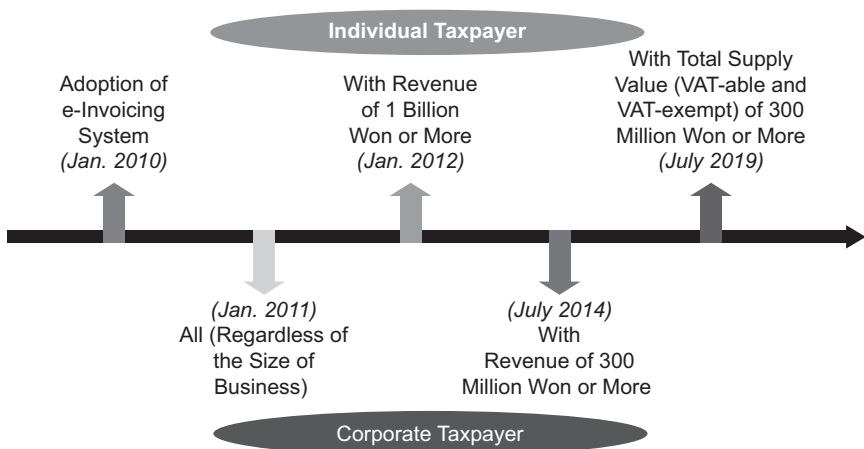 Individual Taxpayer
Adoption of
e-Invoicing
System
(Jan. 2010)
With Revenue
of 1 Billion
Won or More
(Jan. 2012)
With Total Supply
Value (VAT-able and
VAT-exempt) of 300
Million Won or More
(July 2019)
(Jan. 2011)
All (Regardless of
the Size of
Business)
(July 2014)
With
Revenue of 300
Million Won or More
Corporate Taxpayer